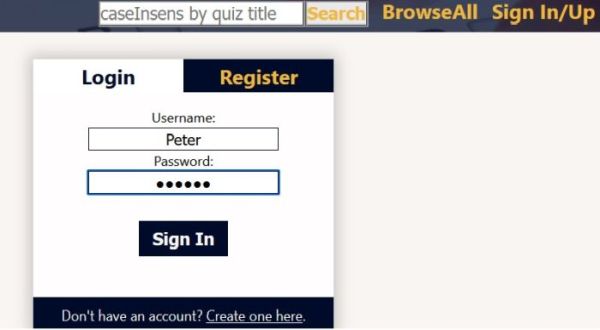 caseInsens by quiz title Search BrowseAll Sign In/Up
Login Register
Username:
Peter
Password:
••••••
Sign In
Don't have an account? Create one here.